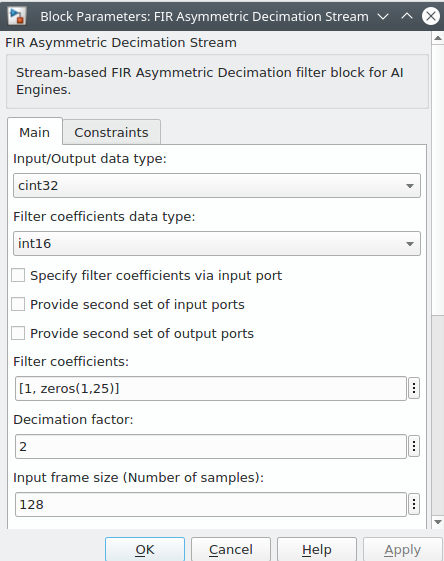 Block Parameters: FIR Asymmetric Decimation Stream
FIR Asymmetric Decimation Stream
Stream-based FIR Asymmetric Decimation filter block for AI
Engines.
Main
Constraints
Input/Output data type:
cint32
Filter coefficients data type:
int16
Specify filter coefficients via input port
Provide second set of input ports
Provide second set of output ports
Filter coefficients:
[1, zeros(1,25)]
Decimation factor:
2
Input frame size (Number of samples):
128
OK
Cancel
Help
Apply